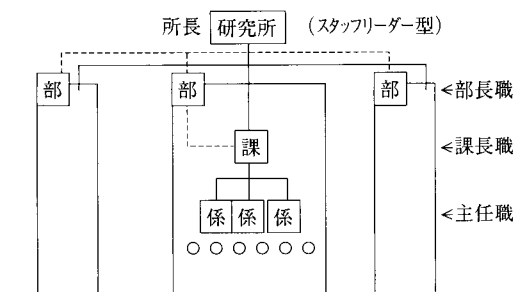 所長 研究所 (スタッフリーダー型)
部 部 部 ←部長職
課 ←課長職
係 係 係 ←主任職